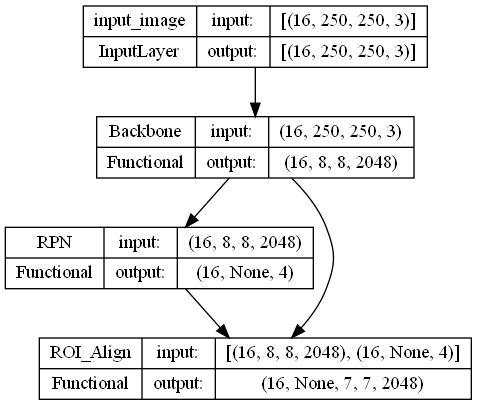 input_image input: [(16, 250, 250, 3)]
InputLayer output: [(16, 250, 250, 3)]
Backbone input: (16, 250, 250, 3)
Functional output: (16, 8, 8, 2048)
RPN input: (16, 8, 8, 2048)
Functional output: (16, None, 4)
ROI_Align input: [(16, 8, 8, 2048), (16, None, 4)]
Functional output: (16, None, 7, 7, 2048)